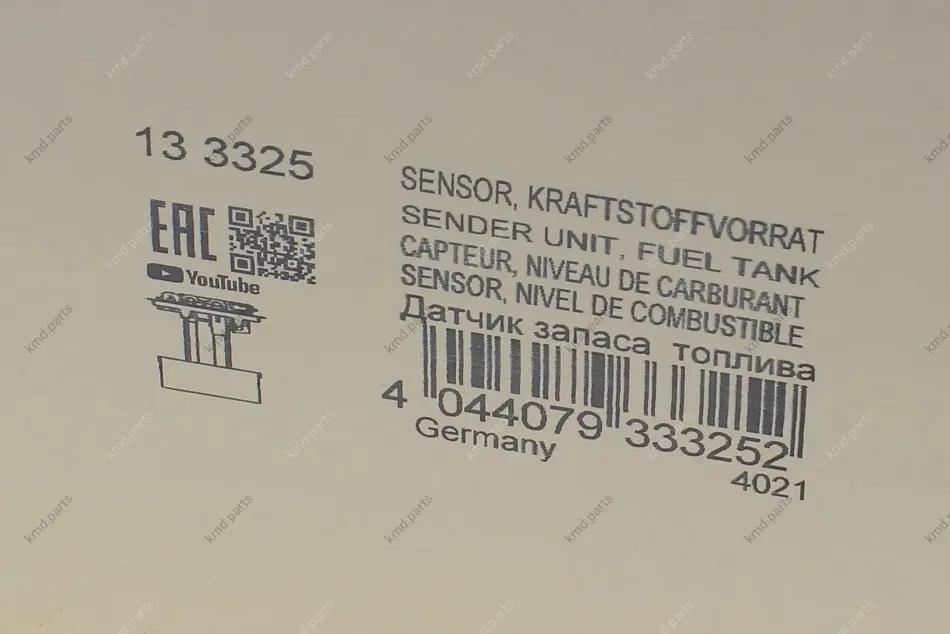 13 3325
EAC
YouTube
SENSOR, KRAFTSTOFFVORRAT
SENDER UNIT, FUEL TANK
CAPTEUR, NIVEAU DE CARBURANT
SENSOR, NIVEL DE COMBUSTIBLE
Датчик запаса топлива
4 044079 333252
Germany
4021
kmd.parts